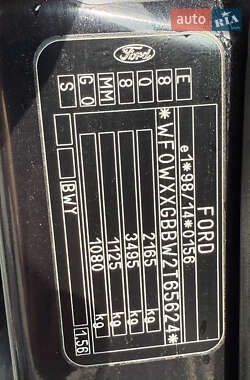 auto RIA
FORD
e1*98/14*0156
*WF0WXXGBBW2T65624*
2165 kg
3495 kg
1125 kg
1080 kg
1.56
BWY
Ford
E
8 0 8 MM G0 S